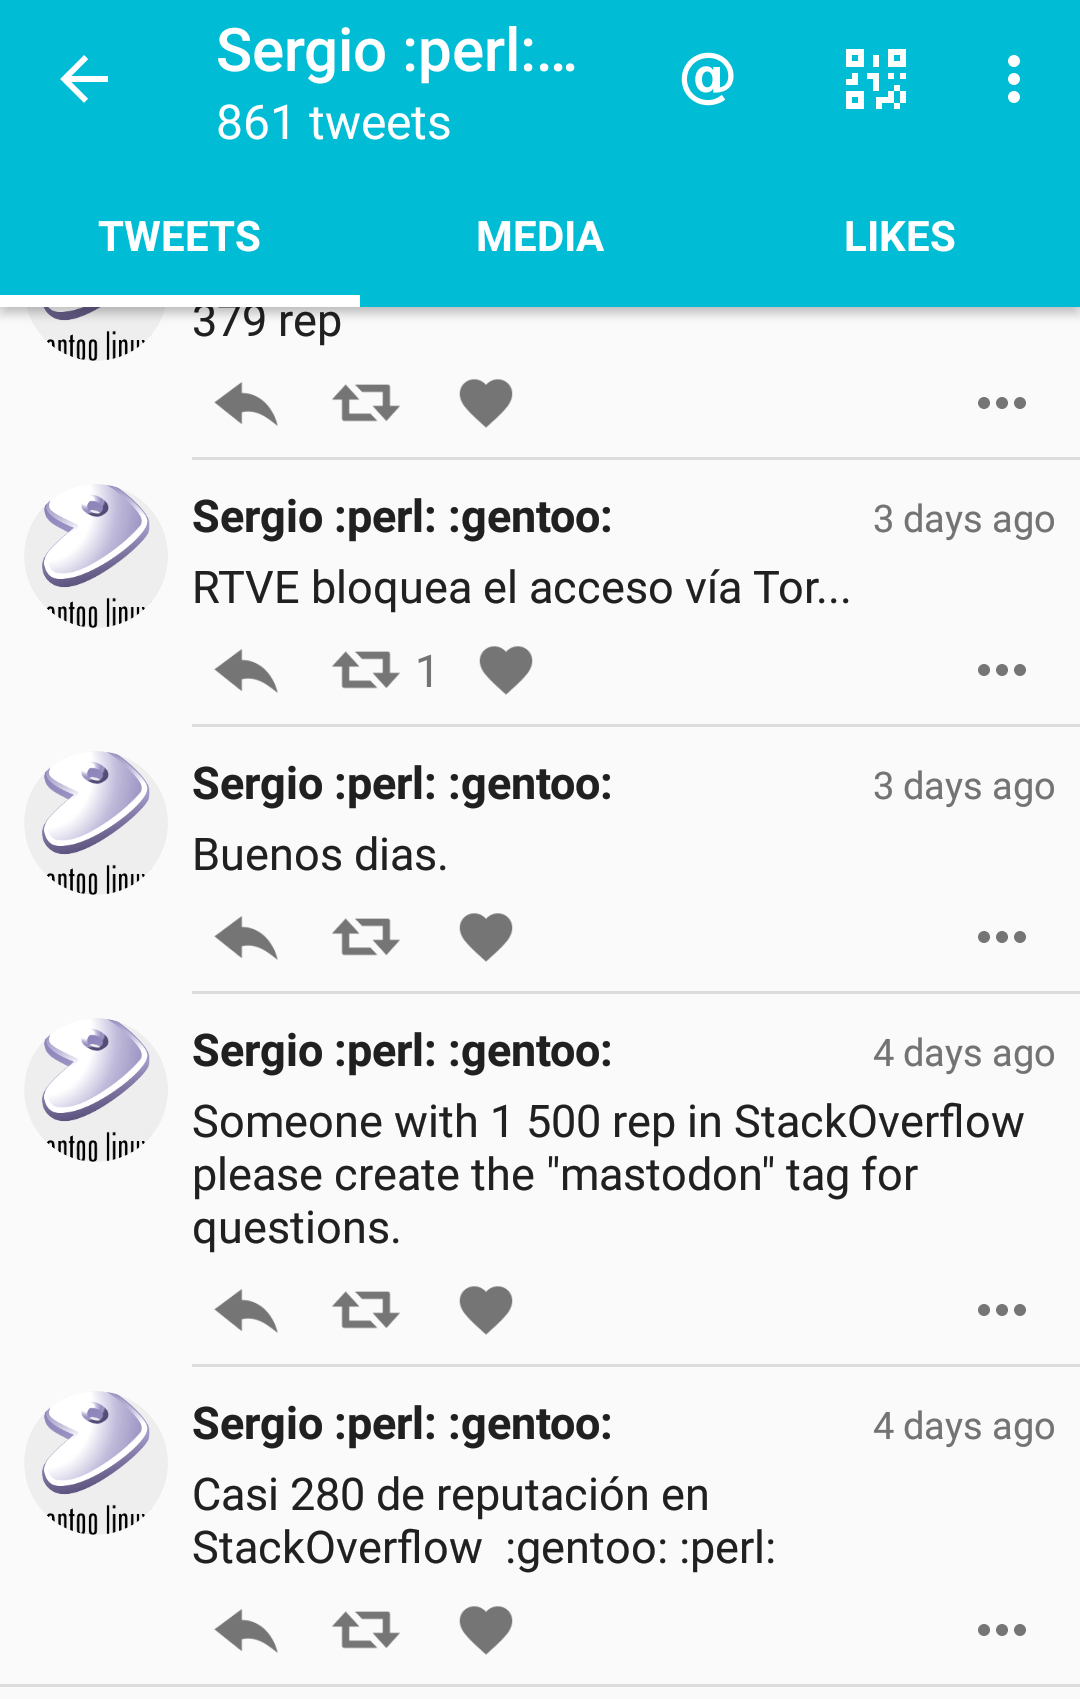 Sergio :perl:...
861 tweets
@
TWEETS
MEDIA
LIKES
379 rep
Sergio :perl: :gentoo:
3 days ago
RTVE bloquea el acceso vía Tor...
1
Sergio :perl: :gentoo:
3 days ago
Buenos dias.
Sergio :perl: :gentoo:
4 days ago
Someone with 1 500 rep in StackOverflow
please create the "mastodon" tag for
questions.
Sergio :perl: :gentoo:
4 days ago
Casi 280 de reputación en
StackOverflow :gentoo: :perl: